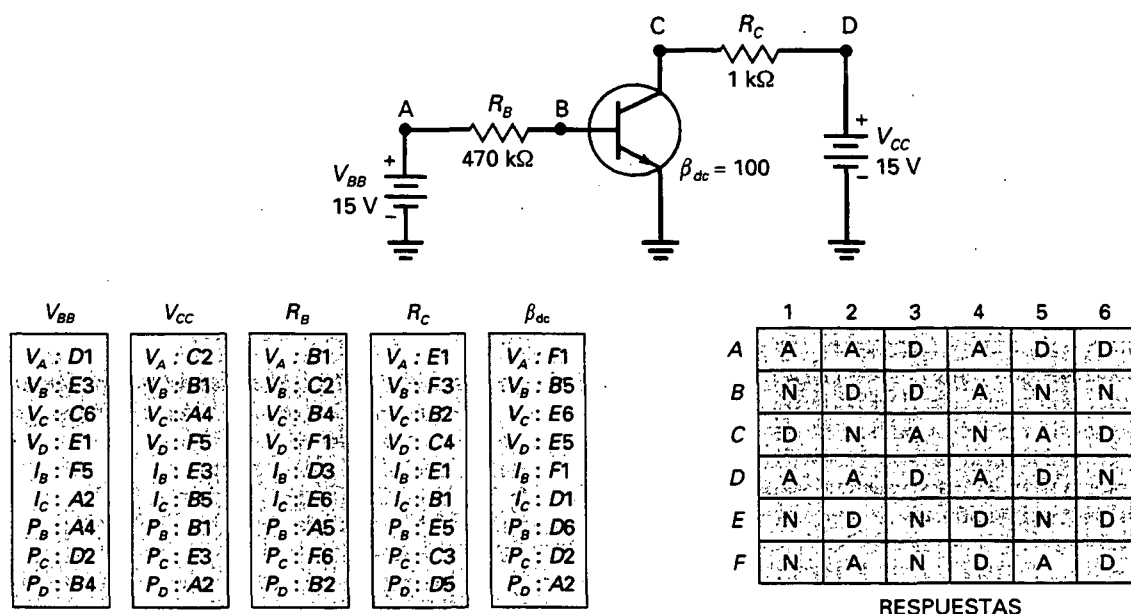 C R_C D
1 kΩ
A R_B B
470 kΩ
+ V_CC
V_BB + β_dc = 100 15 V
15 V − −
V_BB V_CC R_B R_C β_dc
V_A : D1 V_A : C2 V_A : B1 V_A : E1 V_A : F1
V_B : E3 V_B : B1 V_B : C2 V_B : F3 V_B : B5
V_C : C6 V_C : A4 V_C : B4 V_C : B2 V_C : E6
V_D : E1 V_D : F5 V_D : F1 V_D : C4 V_D : E5
I_B : F5 I_B : E3 I_B : D3 I_B : E1 I_B : F1
I_C : A2 I_C : B5 I_C : E6 I_C : B1 I_C : D1
P_B : A4 P_B : B1 P_B : A5 P_B : E5 P_B : D6
P_C : D2 P_C : E3 P_C : F6 P_C : C3 P_C : D2
P_D : B4 P_D : A2 P_D : B2 P_D : D5 P_D : A2
1 2 3 4 5 6
A A A D A D D
B N D D A N N
C D N A N A D
D A A D A D N
E N D N D N D
F N A N D A D
RESPUESTAS